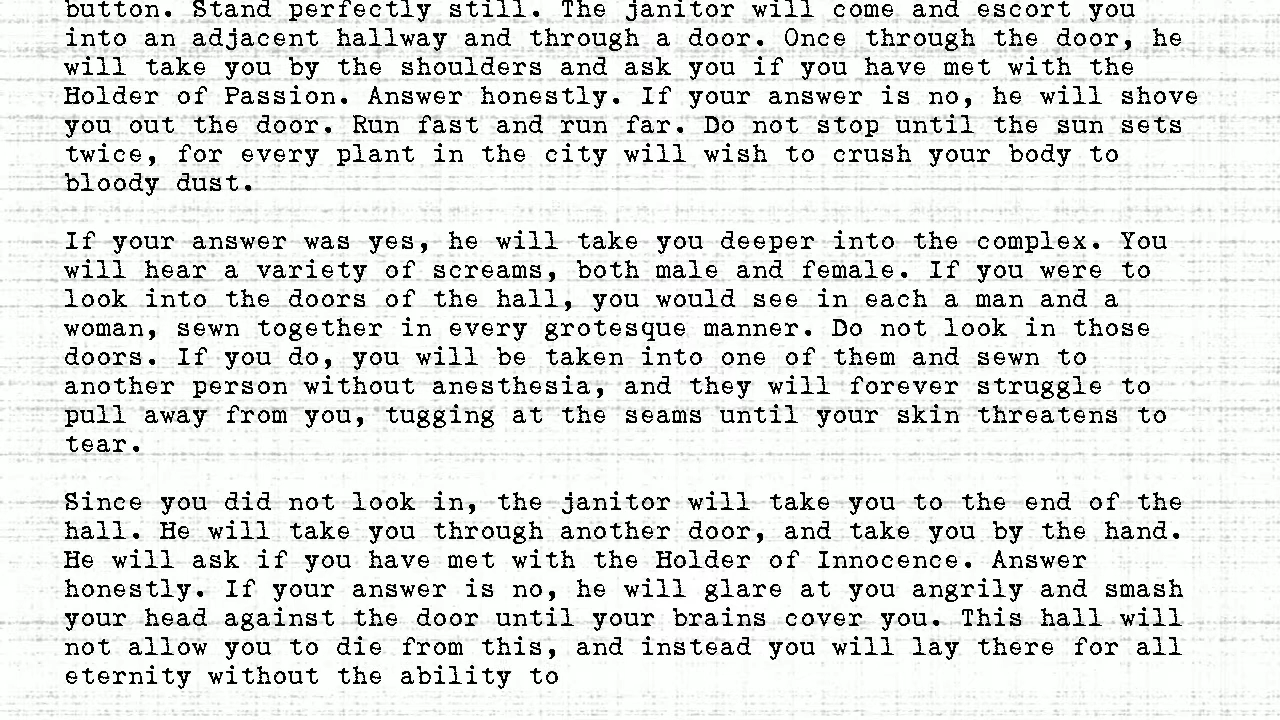 button. Stand perfectly still. The janitor will come and escort you
into an adjacent hallway and through a door. Once through the door, he
will take you by the shoulders and ask you if you have met with the
Holder of Passion. Answer honestly. If your answer is no, he will shove
you out the door. Run fast and run far. Do not stop until the sun sets
twice, for every plant in the city will wish to crush your body to
bloody dust.

If your answer was yes, he will take you deeper into the complex. You
will hear a variety of screams, both male and female. If you were to
look into the doors of the hall, you would see in each a man and a
woman, sewn together in every grotesque manner. Do not look in those
doors. If you do, you will be taken into one of them and sewn to
another person without anesthesia, and they will forever struggle to
pull away from you, tugging at the seams until your skin threatens to
tear.

Since you did not look in, the janitor will take you to the end of the
hall. He will take you through another door, and take you by the hand.
He will ask if you have met with the Holder of Innocence. Answer
honestly. If your answer is no, he will glare at you angrily and smash
your head against the door until your brains cover you. This hall will
not allow you to die from this, and instead you will lay there for all
eternity without the ability to